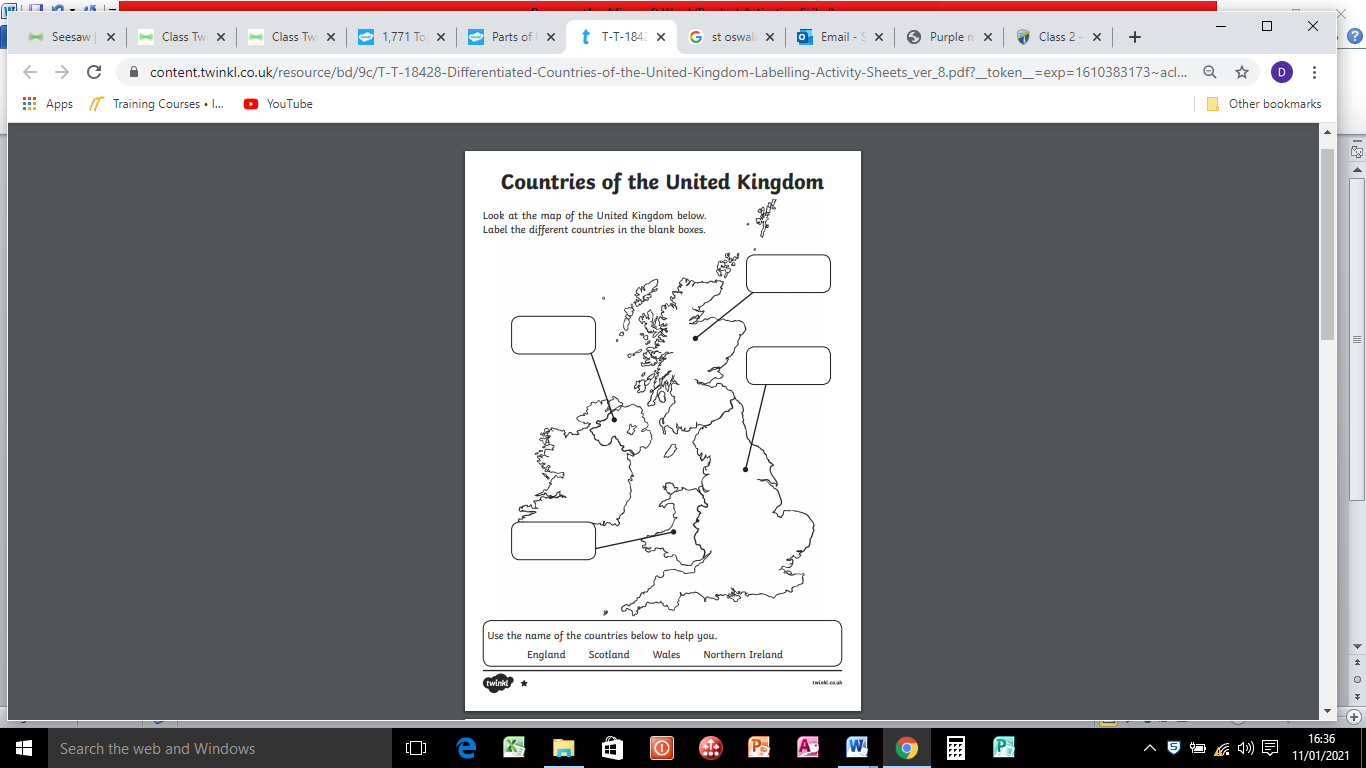 Seesaw
Class Tw
Class Tw
1,771 To
Parts of
T-T-1842
st oswal
Email - S
Purple m
Class 2 -
content.twinkl.co.uk/resource/bd/9c/T-T-18428-Differentiated-Countries-of-the-United-Kingdom-Labelling-Activity-Sheets_ver_8.pdf?__token__=exp=1610383173~acl...
D
Apps
Training Courses • I...
YouTube
Other bookmarks
Countries of the United Kingdom
Look at the map of the United Kingdom below.
Label the different countries in the blank boxes.
Use the name of the countries below to help you.
England Scotland Wales Northern Ireland
twinkl
twinkl.co.uk
Search the web and Windows
16:36
11/01/2021